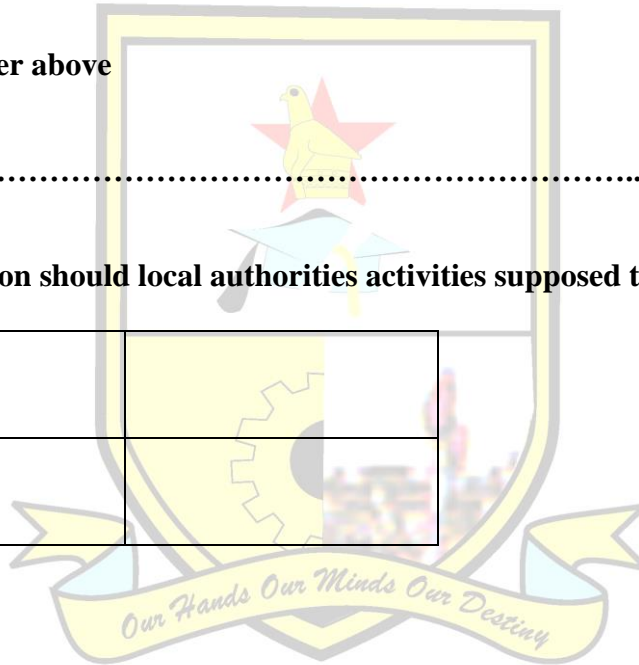 er above
………………………………………………………..
on should local authorities activities supposed t
Our Hands Our Minds Our Destiny